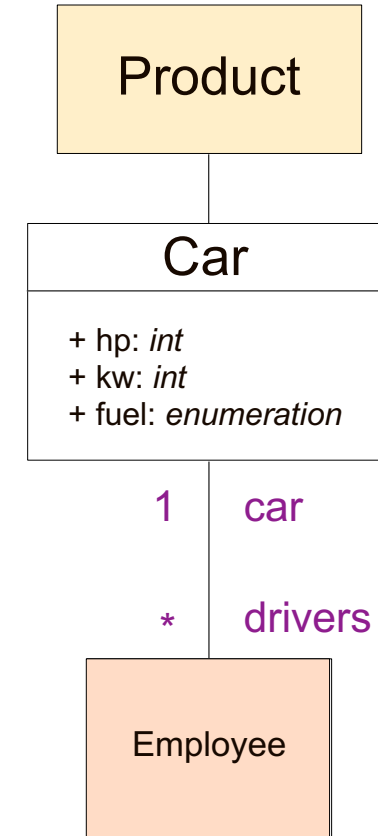 Product
Car
+ hp: int
+ kw: int
+ fuel: enumeration
1 car
* drivers
Employee